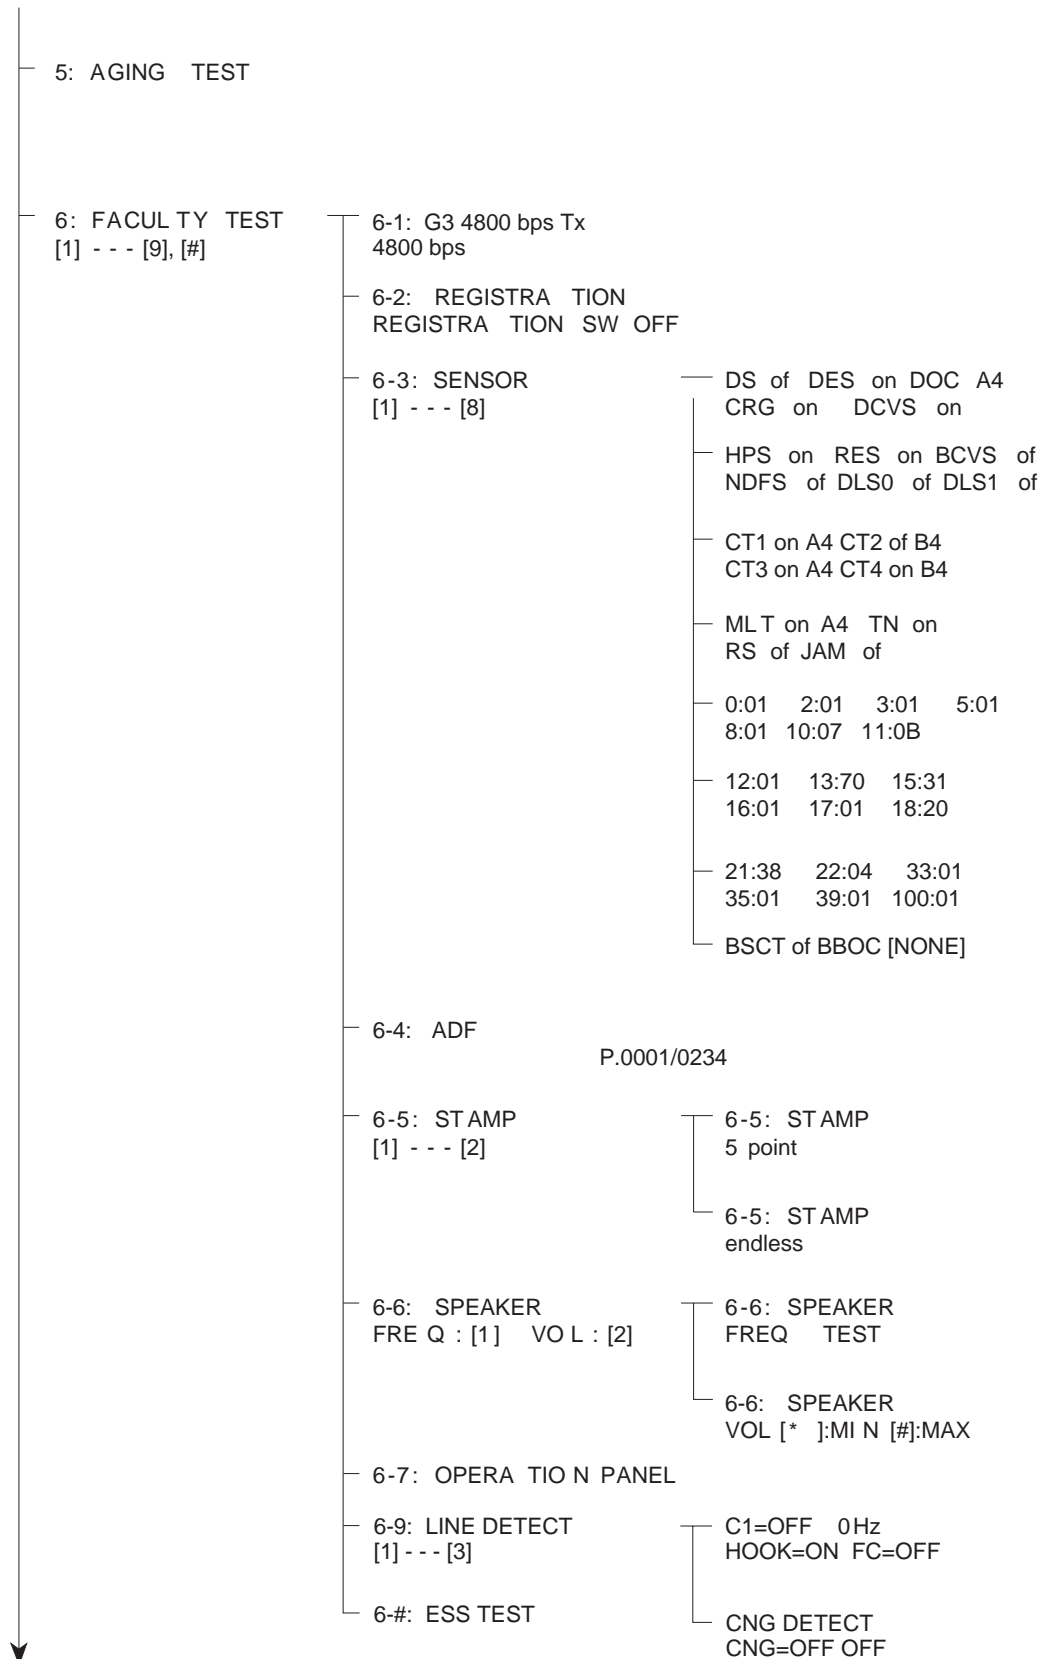 5: AGING TEST
6: FACULTY TEST
[1] - - - [9], [#]
6-1: G3 4800 bps Tx
4800 bps
6-2: REGISTRATION
REGISTRATION SW OFF
6-3: SENSOR
[1] - - - [8]
DS of DES on DOC A4
CRG on DCVS on
HPS on RES on BCVS of
NDFS of DLS0 of DLS1 of
CT1 on A4 CT2 of B4
CT3 on A4 CT4 on B4
MLT on A4 TN on
RS of JAM of
0:01 2:01 3:01 5:01
8:01 10:07 11:0B
12:01 13:70 15:31
16:01 17:01 18:20
21:38 22:04 33:01
35:01 39:01 100:01
BSCT of BBOC [NONE]
6-4: ADF
P.0001/0234
6-5: STAMP
[1] - - - [2]
6-5: STAMP
5 point
6-5: STAMP
endless
6-6: SPEAKER
FREQ : [1] VOL : [2]
6-6: SPEAKER
FREQ TEST
6-6: SPEAKER
VOL [* ]:MIN [#]:MAX
6-7: OPERATION PANEL
6-9: LINE DETECT
[1] - - - [3]
C1=OFF 0Hz
HOOK=ON FC=OFF
6-#: ESS TEST
CNG DETECT
CNG=OFF OFF